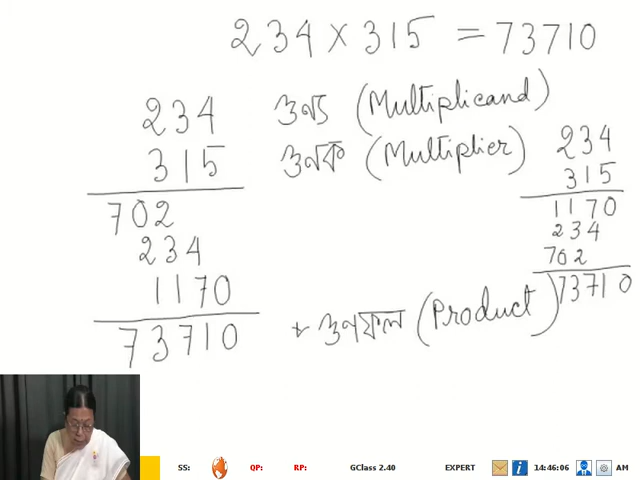 234 × 315 = 73710
234 গুণ্য (Multiplicand)
315 গুণক (Multiplier)
702
234
1170
73710 গুণফল (Product)
234
315
1170
234
702
73710
SS: QP: RP: GClass 2.40 EXPERT 14:46:06 AM